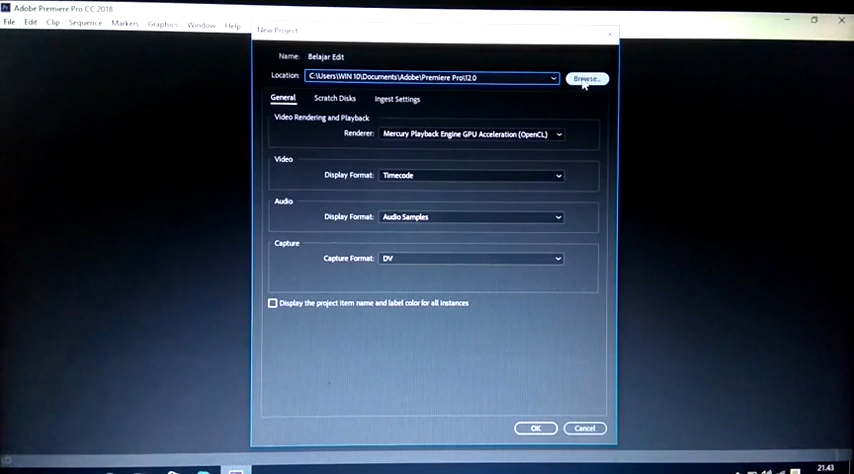 Adobe Premiere Pro CC 2018
File Edit Clip Sequence Markers Graphics Window Help
New Project
Name: Belajar Edit
Location: C:\Users\WIN 10\Documents\Adobe\Premiere Pro\12.0 Browse...
General Scratch Disks Ingest Settings
Video Rendering and Playback
Renderer: Mercury Playback Engine GPU Acceleration (OpenCL)
Video
Display Format: Timecode
Audio
Display Format: Audio Samples
Capture
Capture Format: DV
Display the project item name and label color for all instances
OK Cancel
21.43